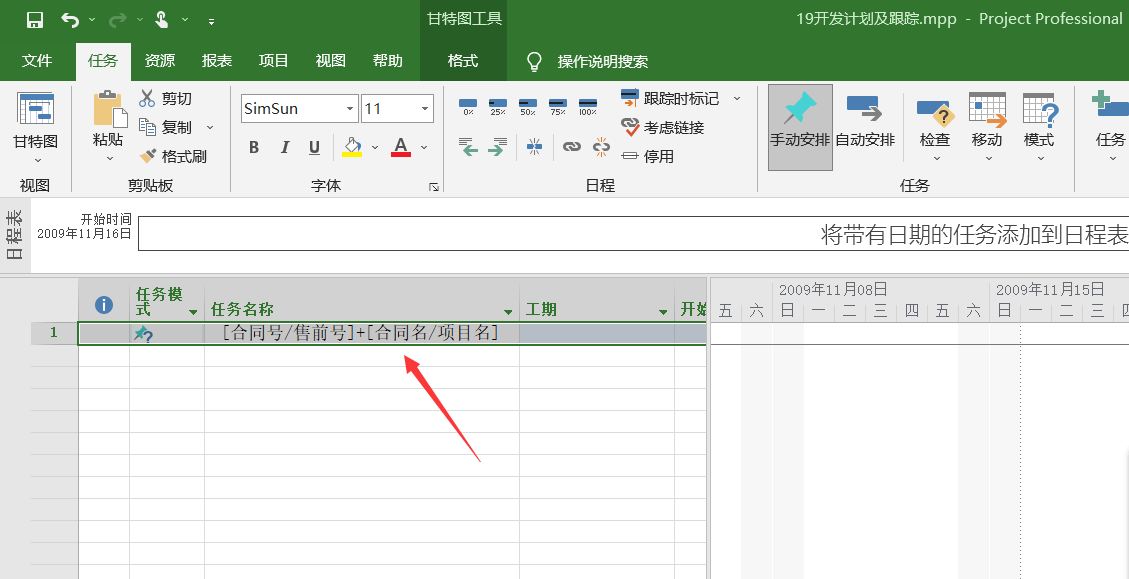 甘特图工具
19开发计划及跟踪.mpp - Project Professional
文件 任务 资源 报表 项目 视图 帮助 格式 操作说明搜索
甘特图
视图
粘贴
剪切
复制
格式刷
剪贴板
SimSun 11
B I U A
字体
0% 25% 50% 75% 100%
跟踪时标记
考虑链接
停用
日程
手动安排 自动安排 检查 移动 模式
任务
任务
日程表
开始时间
2009年11月16日
将带有日期的任务添加到日程表
任务模式 任务名称 工期 开始
2009年11月08日 2009年11月15日
五 六 日 一 二 三 四 五 六 日 一 二 三 四
1 [合同号/售前号]+[合同名/项目名]